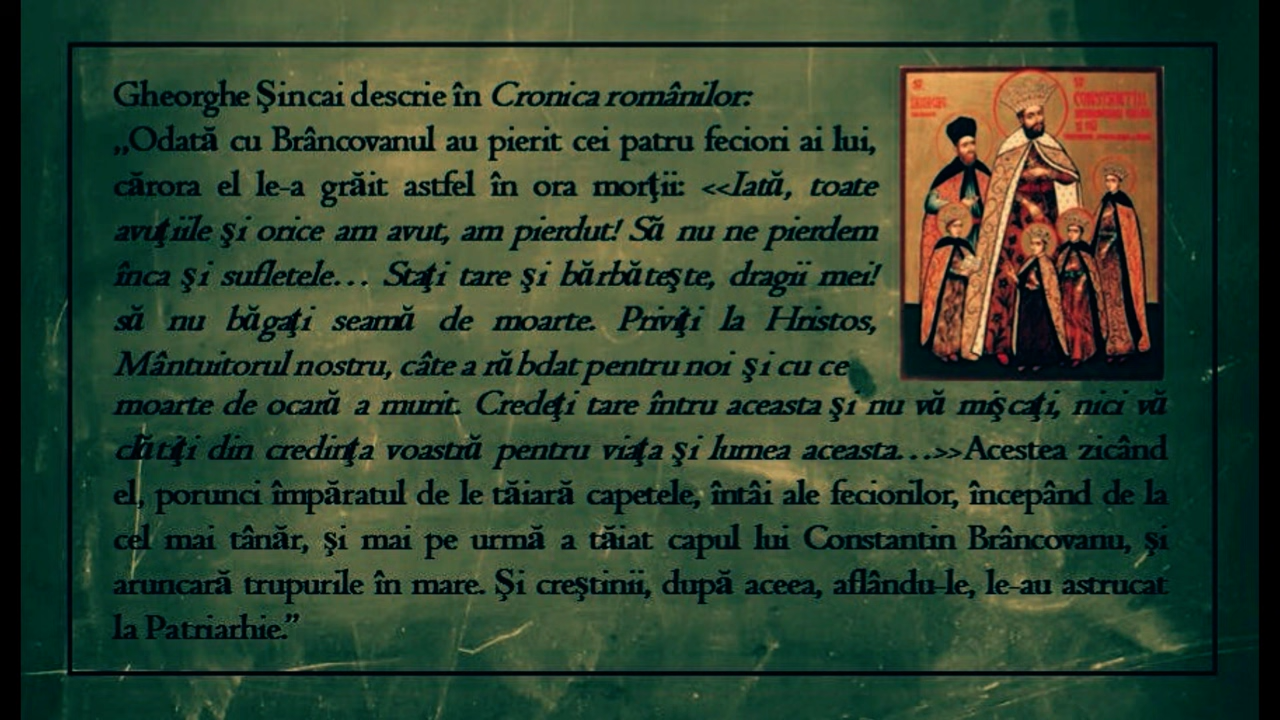 Gheorghe Şincai descrie în Cronica românilor:
„Odată cu Brâncovanul au pierit cei patru feciori ai lui,
cărora el le-a grăit astfel în ora morţii: <<Iată, toate
avuţiile şi orice am avut, am pierdut! Să nu ne pierdem
înca şi sufletele… Staţi tare şi bărbăteşte, dragii mei!
să nu băgaţi seamă de moarte. Priviţi la Hristos,
Mântuitorul nostru, câte a răbdat pentru noi şi cu ce
moarte de ocară a murit. Credeţi tare întru aceasta şi nu vă mişcaţi, nici vă
clătiţi din credinţa voastră pentru viaţa şi lumea aceasta…>>Acestea zicând
el, porunci împăratul de le tăiară capetele, întâi ale feciorilor, începând de la
cel mai tânăr, şi mai pe urmă a tăiat capul lui Constantin Brâncovanu, şi
aruncară trupurile în mare. Şi creştinii, după aceea, aflându-le, le-au astrucat
la Patriarhie.”